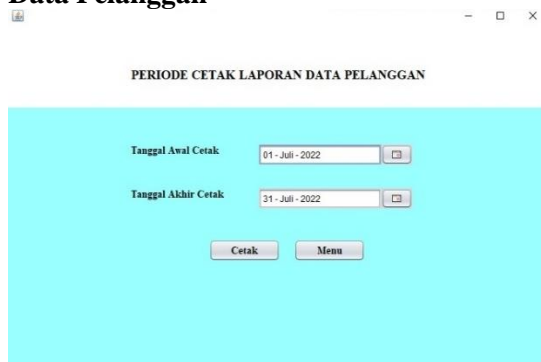 Data Pelanggan
PERIODE CETAK LAPORAN DATA PELANGGAN
Tanggal Awal Cetak 01 - Juli - 2022
Tanggal Akhir Cetak 31 - Juli - 2022
Cetak Menu